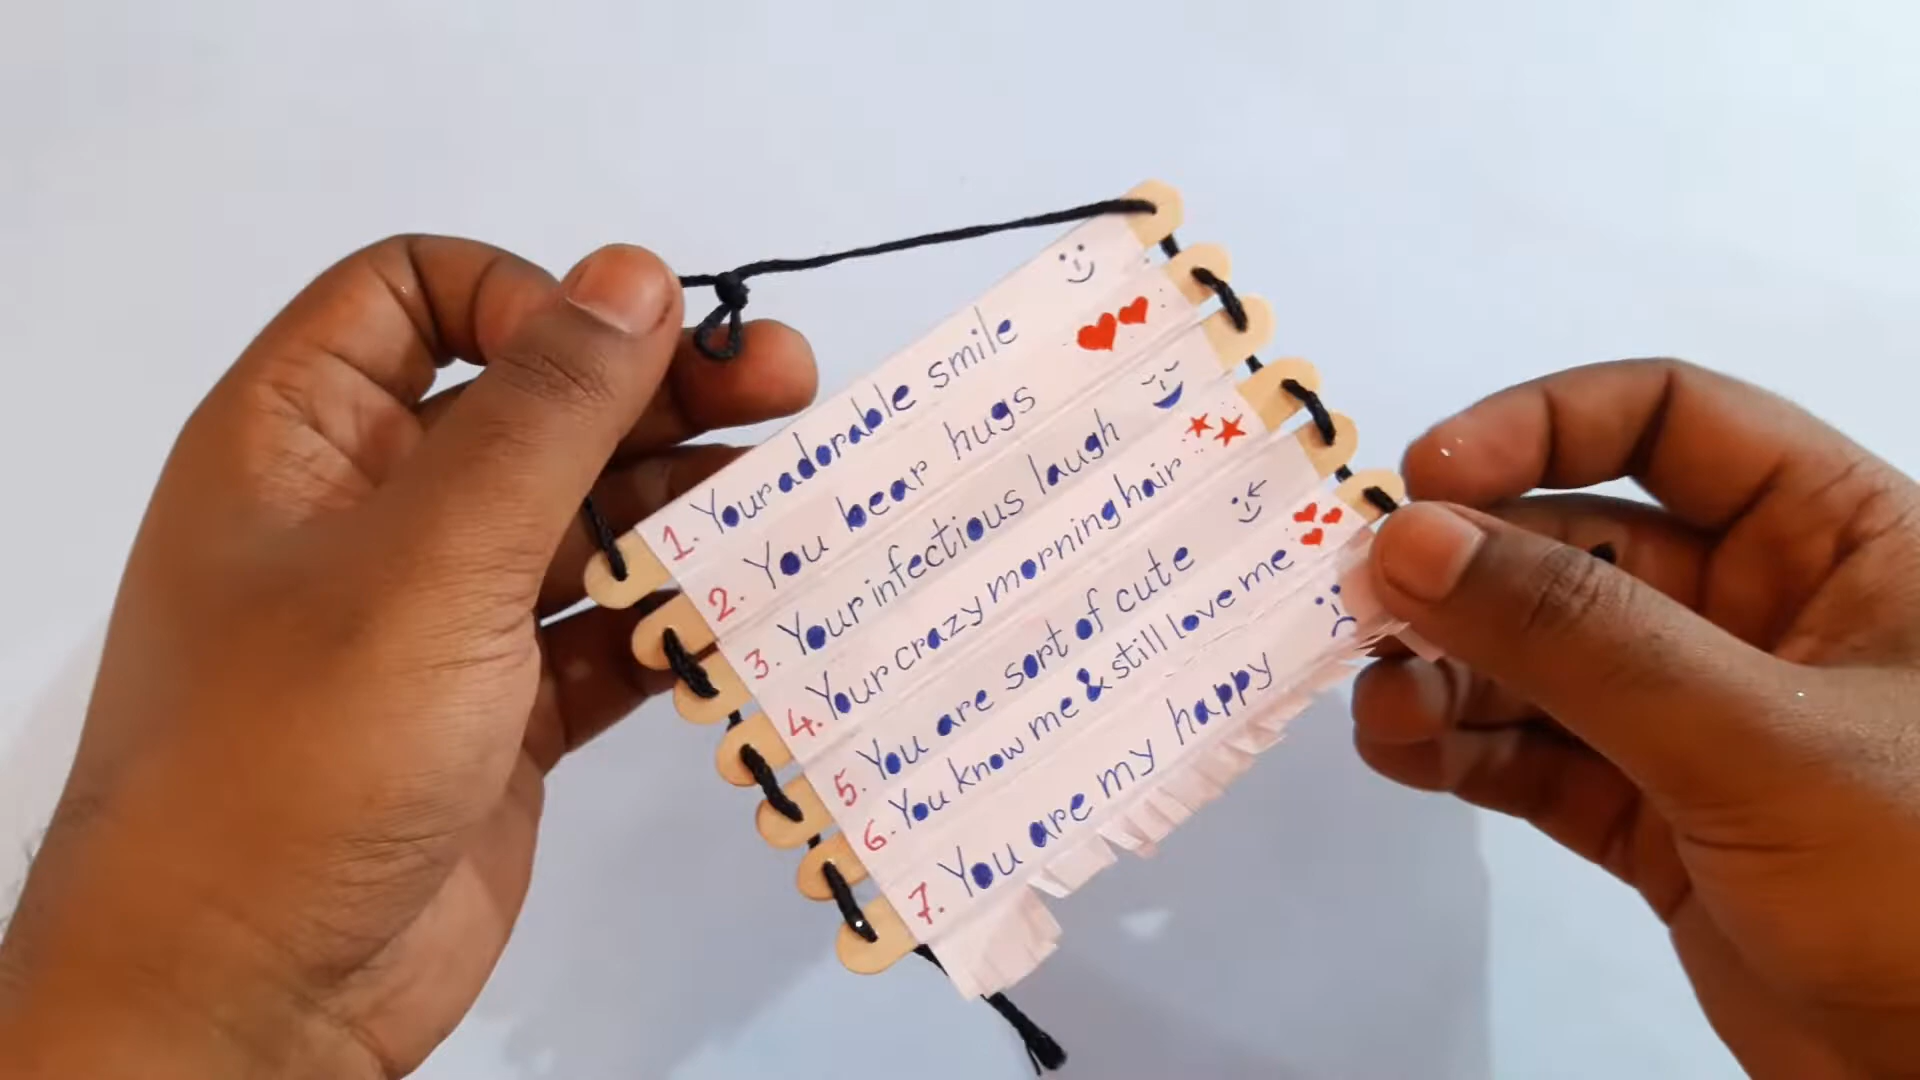 1. Your adorable smile
2. You bear hugs
3. Your infectious laugh
4. Your crazy morning hair
5. You are sort of cute
6. You know me & still love me
7. You are my happy